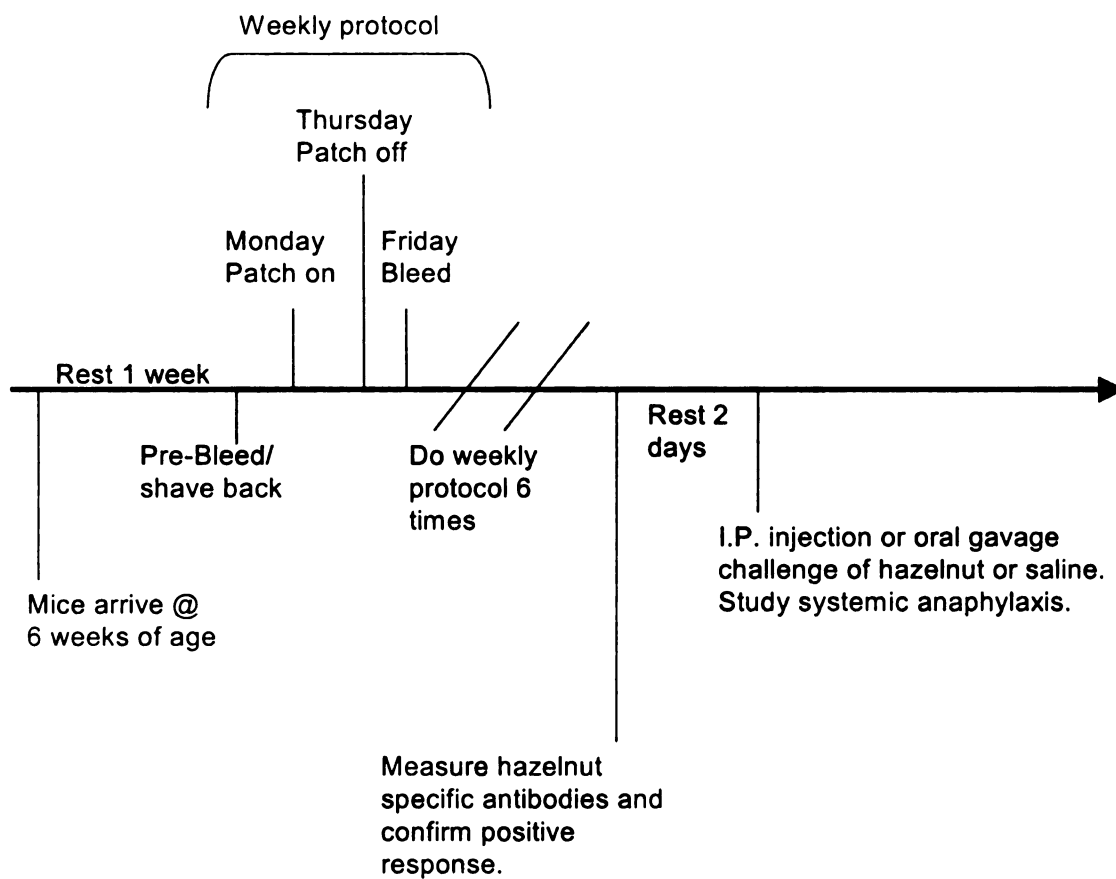 Weekly protocol
Thursday
Patch off
Monday
Patch on
Friday
Bleed
Rest 1 week
Pre-Bleed/
shave back
Do weekly
protocol 6
times
Rest 2
days
I.P. injection or oral gavage
challenge of hazelnut or saline.
Study systemic anaphylaxis.
Mice arrive @
6 weeks of age
Measure hazelnut
specific antibodies and
confirm positive
response.